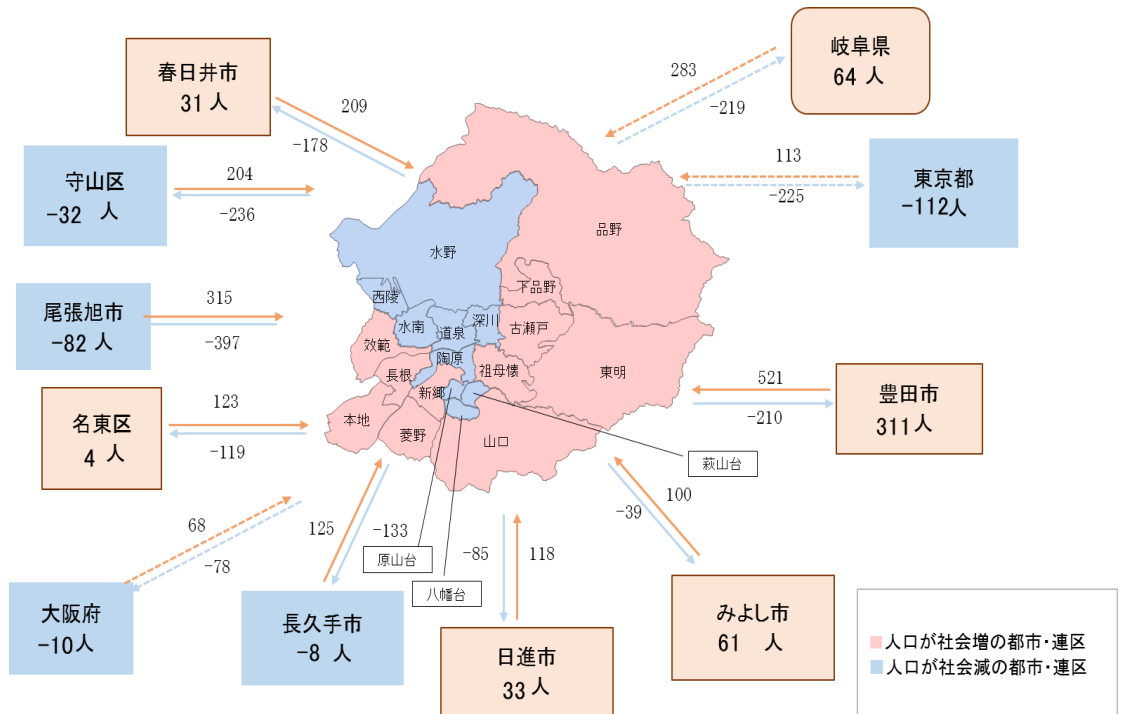 岐阜県
64 人
283
-219
春日井市
31 人
209
-178
113
-225
東京都
-112人
守山区
-32 人
204
-236
品野
水野
下品野
西陵
尾張旭市
-82 人
315
-397
水南
道泉
深川
古瀬戸
効範
陶原
祖母懐
東明
長根
新郷
521
-210
豊田市
311人
名東区
4 人
123
-119
本地
菱野
山口
萩山台
100
-39
68
-78
125
-133
原山台
-85
118
八幡台
大阪府
-10人
長久手市
-8 人
日進市
33 人
みよし市
61 人
人口が社会増の都市・連区
人口が社会減の都市・連区